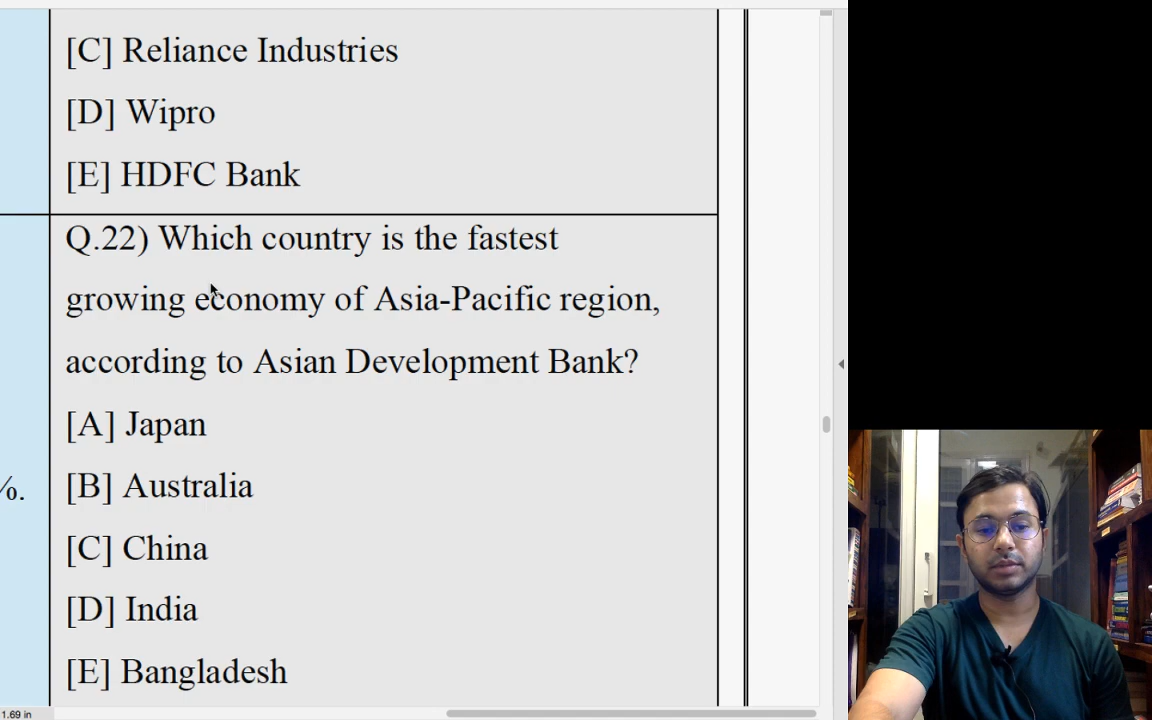 [C] Reliance Industries
[D] Wipro
[E] HDFC Bank
Q.22) Which country is the fastest
growing economy of Asia-Pacific region,
according to Asian Development Bank?
[A] Japan
[B] Australia
%.
[C] China
[D] India
[E] Bangladesh
1.69 in